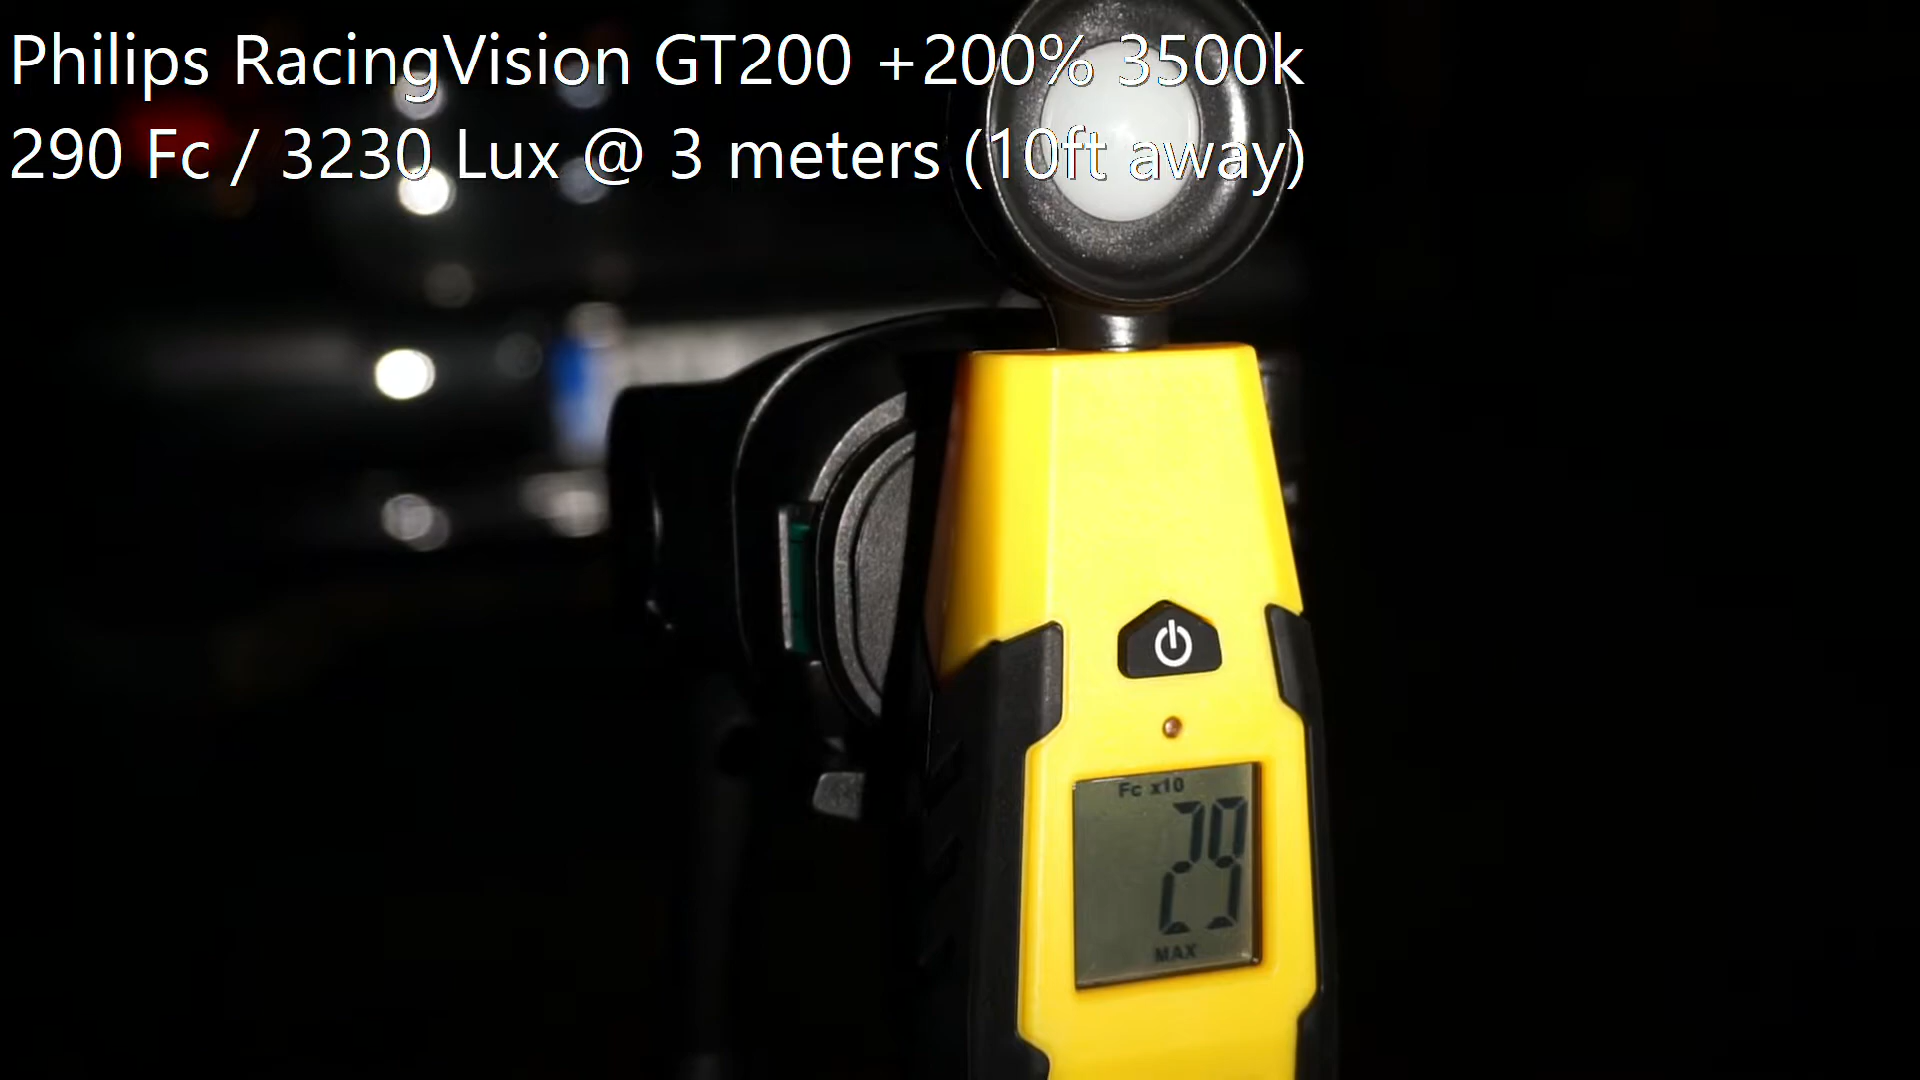 Philips RacingVision GT200 +200% 3500k
290 Fc / 3230 Lux @ 3 meters (10ft away)
Fc x10
29
MAX